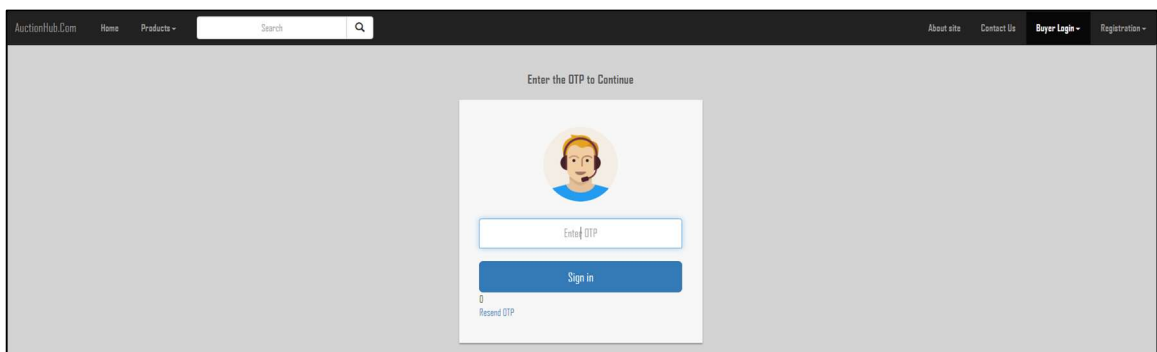 AuctionHub.Com Home Products Search About site Contact Us Buyer Login Registration
Enter the OTP to Continue
Enter OTP
Sign in
0
Resend OTP